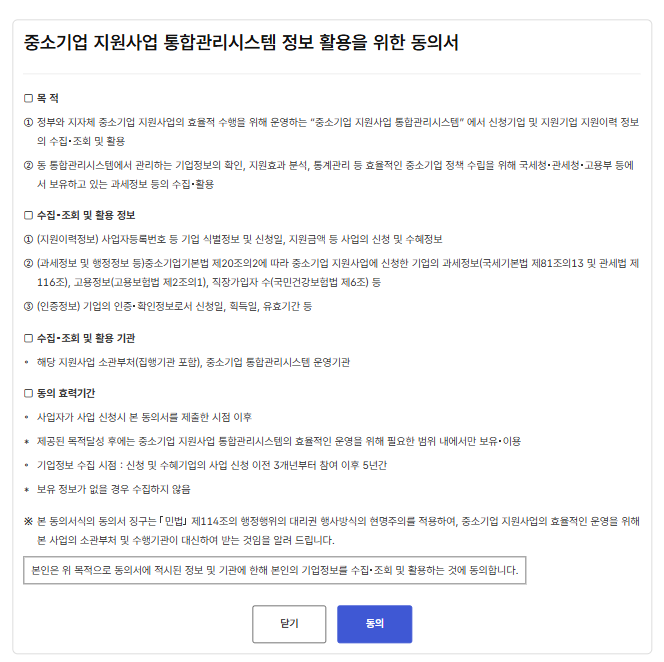 중소기업 지원사업 통합관리시스템 정보 활용을 위한 동의서
□ 목 적
① 정부와 지자체 중소기업 지원사업의 효율적 수행을 위해 운영하는 “중소기업 지원사업 통합관리시스템” 에서 신청기업 및 지원기업 지원이력 정보
의 수집·조회 및 활용
② 동 통합관리시스템에서 관리하는 기업정보의 확인, 지원효과 분석, 통계관리 등 효율적인 중소기업 정책 수립을 위해 국세청·관세청·고용부 등에
서 보유하고 있는 과세정보 등의 수집·활용
□ 수집·조회 및 활용 정보
① (지원이력정보) 사업자등록번호 등 기업 식별정보 및 신청일, 지원금액 등 사업의 신청 및 수혜정보
② (과세정보 및 행정정보 등)중소기업기본법 제20조의2에 따라 중소기업 지원사업에 신청한 기업의 과세정보(국세기본법 제81조의13 및 관세법 제
116조), 고용정보(고용보험법 제2조의1), 직장가입자 수(국민건강보험법 제6조) 등
③ (인증정보) 기업의 인증·확인정보로서 신청일, 획득일, 유효기간 등
□ 수집·조회 및 활용 기관
∘ 해당 지원사업 소관부처(집행기관 포함), 중소기업 통합관리시스템 운영기관
□ 동의 효력기간
∘ 사업자가 사업 신청시 본 동의서를 제출한 시점 이후
* 제공된 목적달성 후에는 중소기업 지원사업 통합관리시스템의 효율적인 운영을 위해 필요한 범위 내에서만 보유·이용
∘ 기업정보 수집 시점 : 신청 및 수혜기업의 사업 신청 이전 3개년부터 참여 이후 5년간
* 보유 정보가 없을 경우 수집하지 않음
※ 본 동의서식의 동의서 징구는 「민법」 제114조의 행정행위의 대리권 행사방식의 현명주의를 적용하여, 중소기업 지원사업의 효율적인 운영을 위해
본 사업의 소관부처 및 수행기관이 대신하여 받는 것임을 알려 드립니다.
본인은 위 목적으로 동의서에 적시된 정보 및 기관에 한해 본인의 기업정보를 수집·조회 및 활용하는 것에 동의합니다.
닫기
동의